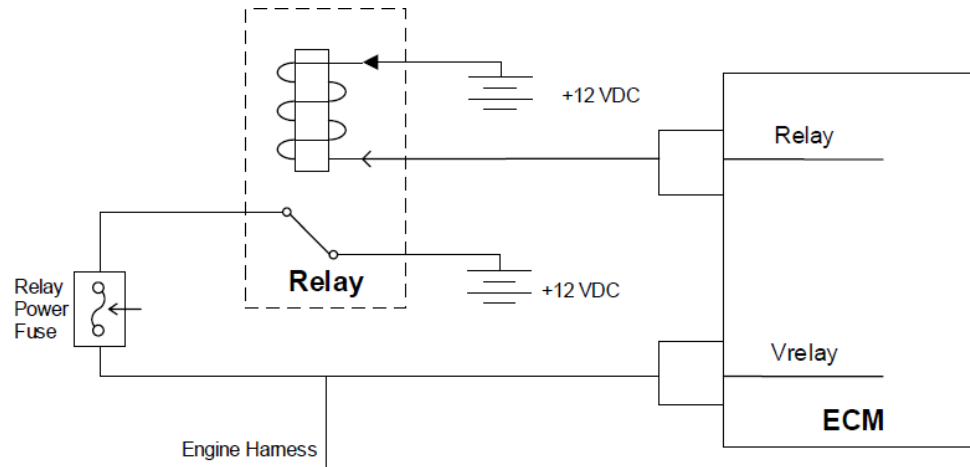 +12 VDC
Relay
Relay
+12 VDC
Relay
Power
Fuse
Vrelay
ECM
Engine Harness